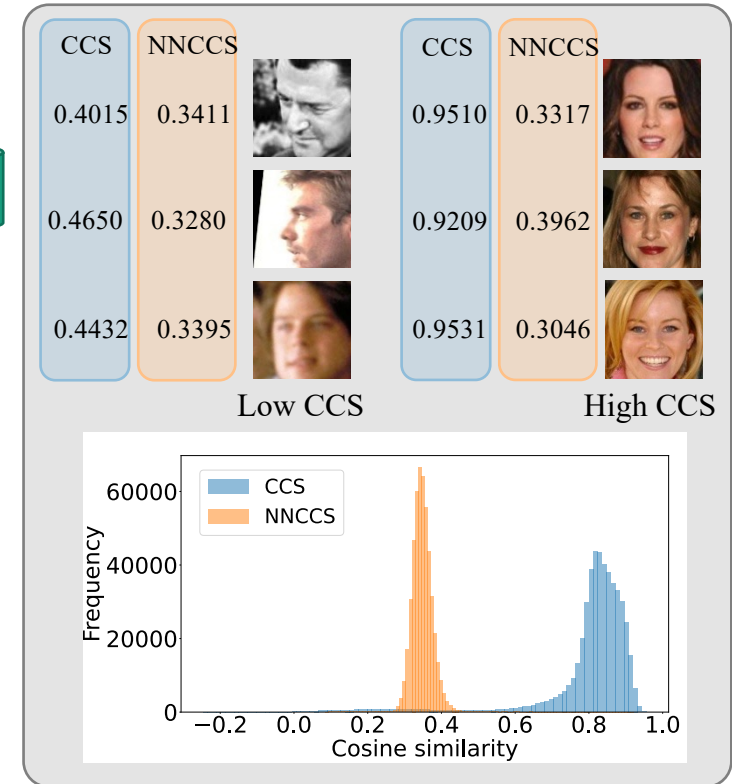 CCS NNCCS CCS NNCCS
0.4015 0.3411 0.9510 0.3317
0.4650 0.3280 0.9209 0.3962
0.4432 0.3395 0.9531 0.3046
Low CCS High CCS
CCS
NNCCS
Frequency
60000
40000
20000
0
−0.2 0.0 0.2 0.4 0.6 0.8 1.0
Cosine similarity